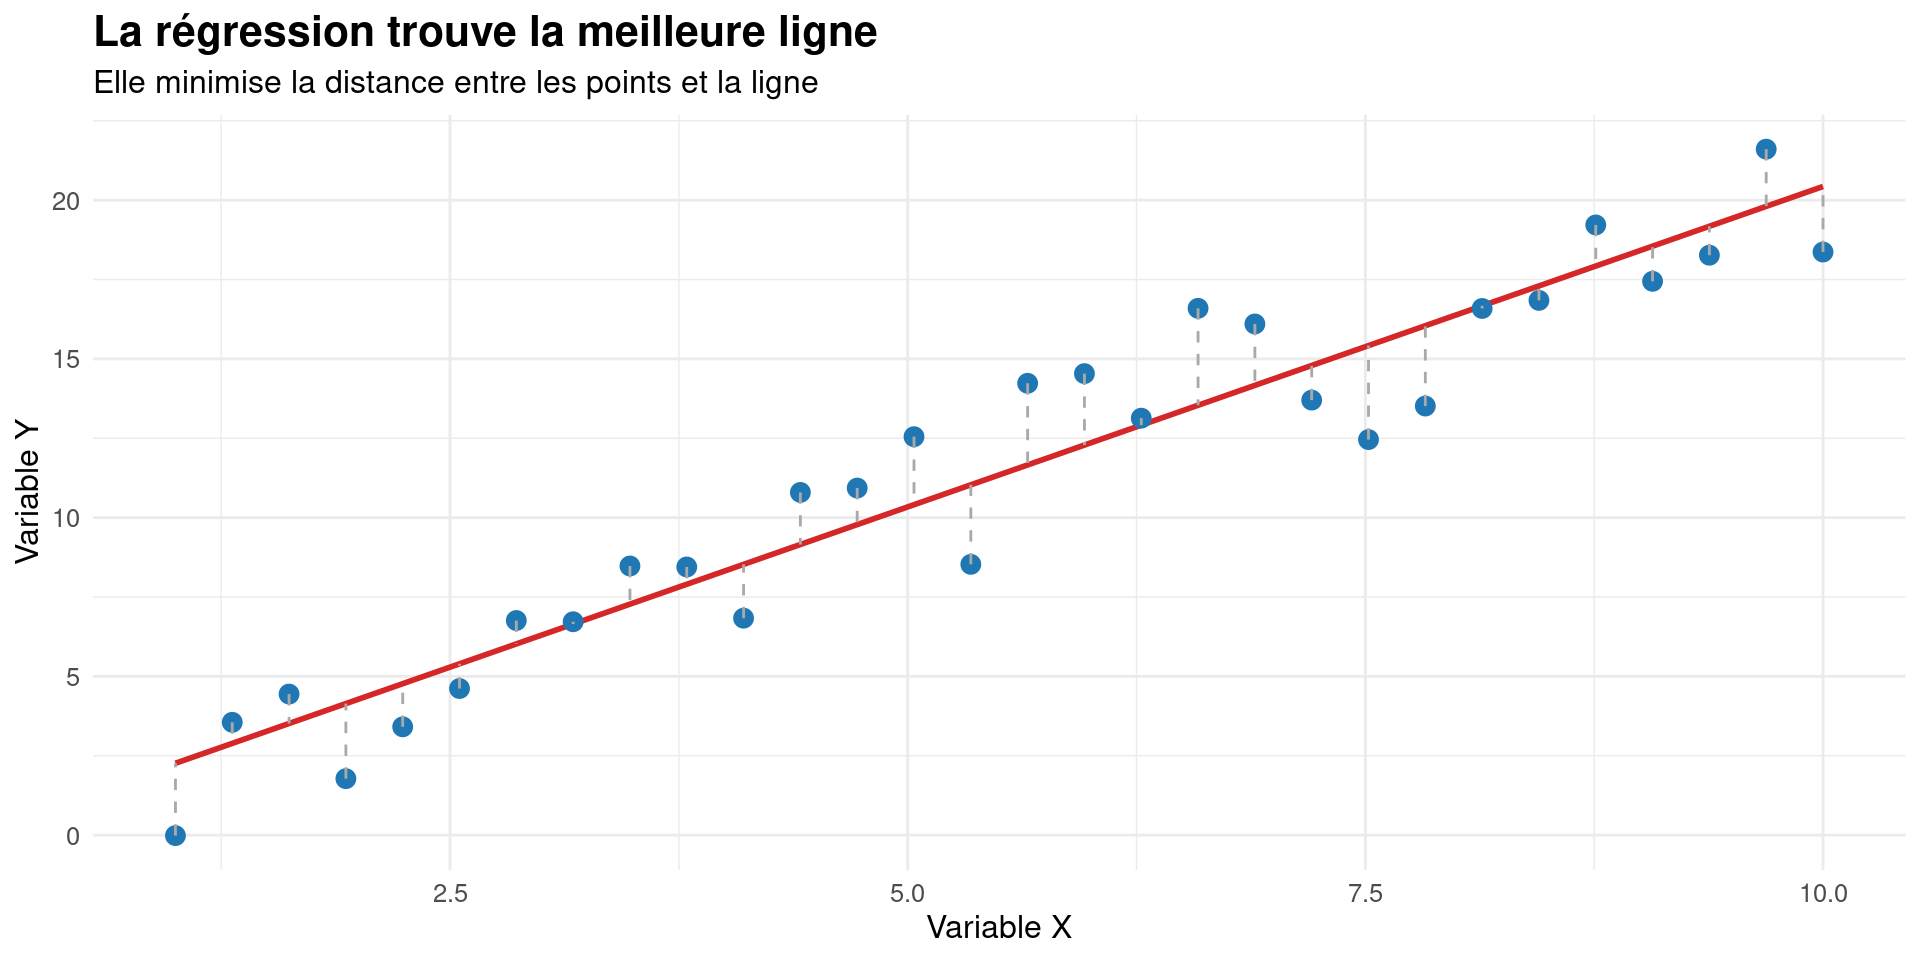 La régression trouve la meilleure ligne
Elle minimise la distance entre les points et la ligne
Variable Y
20
15
10
5
0
2.5
5.0
7.5
10.0
Variable X